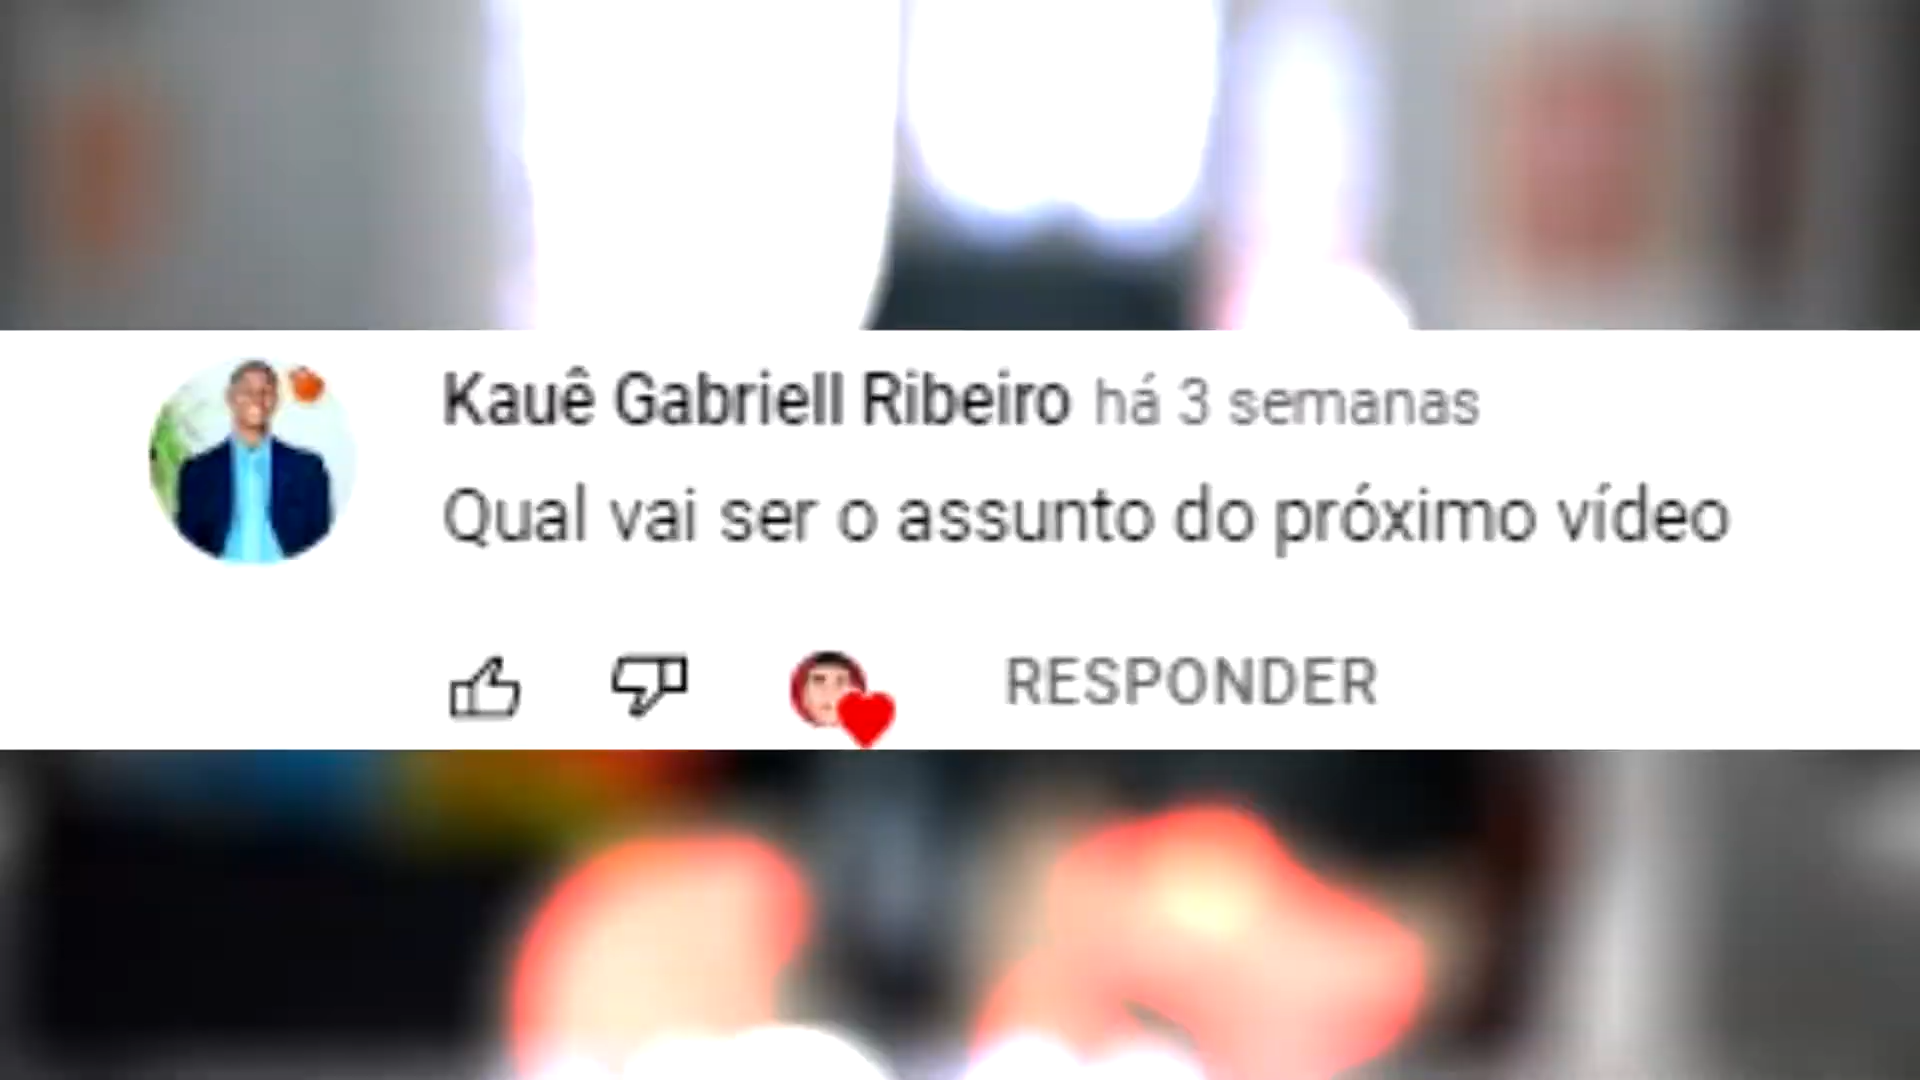 Kauê Gabriell Ribeiro há 3 semanas
Qual vai ser o assunto do próximo vídeo
RESPONDER